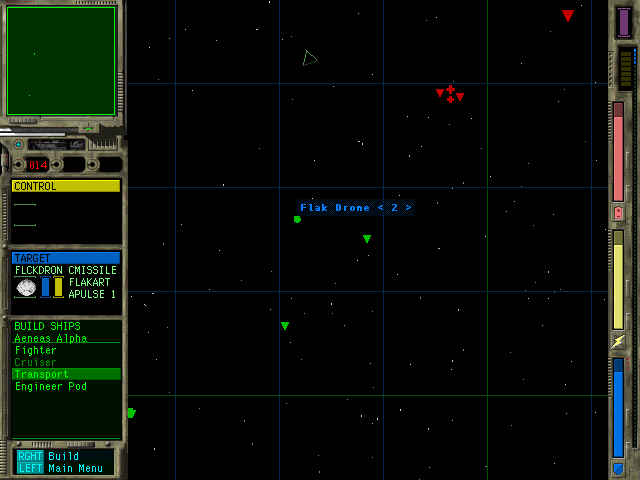 014
CONTROL
Flak Drone < 2 >
TARGET
FLCKDRON CMISSILE
FLAKART
APULSE 1
BUILD SHIPS
Aeneas Alpha
Fighter
Cruiser
Transport
Engineer Pod
RGHT Build
LEFT Main Menu